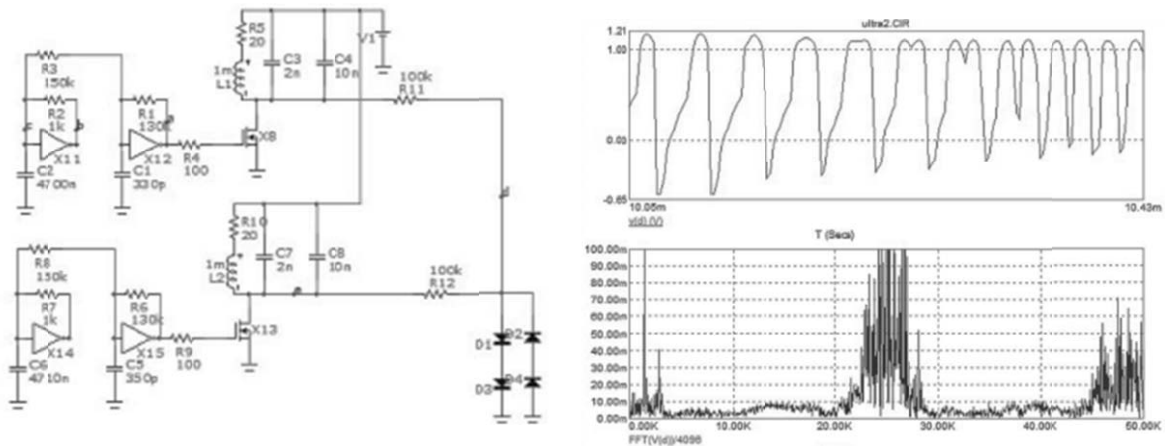 R5
20
C3
2n
C4
10n
V1
1m
L1
R3
150k
R2
1k
X11
C2
4700n
R1
130k
X12
C1
330p
R4
100
X8
100k
R11
R10
20
C7
2n
C8
10n
1m
L2
R8
150k
R7
1k
X14
C6
4710n
R6
130k
X15
C5
350p
R9
100
X13
100k
R12
D1
D2
D3
D4
ultra2.CIR
1.21
1.00
0.00
-0.65
10.05m
10.43m
v(d) (V)
T (Secs)
100.00m
90.00m
80.00m
70.00m
60.00m
50.00m
40.00m
30.00m
20.00m
10.00m
0.00m
0.00K
10.00K
20.00K
30.00K
40.00K
50.00K
FFT(V(d))/4096